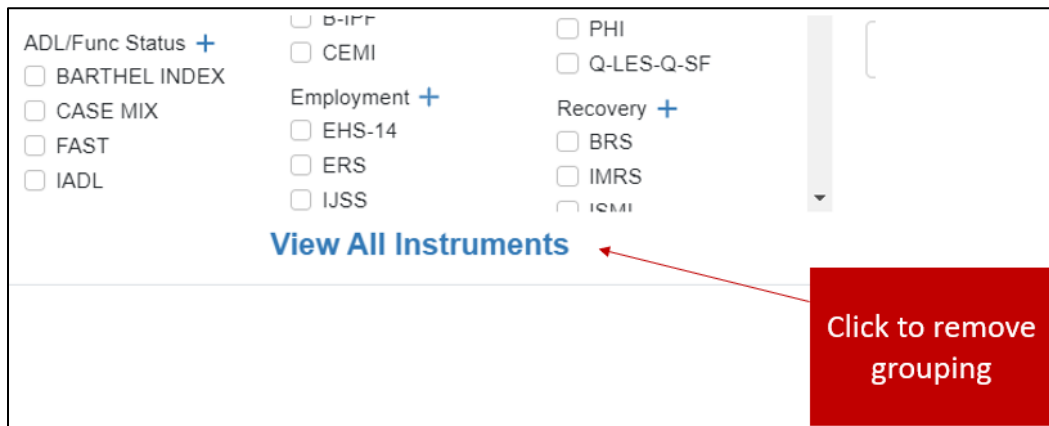 ADL/Func Status +
BARTHEL INDEX
CASE MIX
FAST
IADL
B-IPF
CEMI
Employment +
EHS-14
ERS
IJSS
PHI
Q-LES-Q-SF
Recovery +
BRS
IMRS
ISMI
View All Instruments
Click to remove
grouping